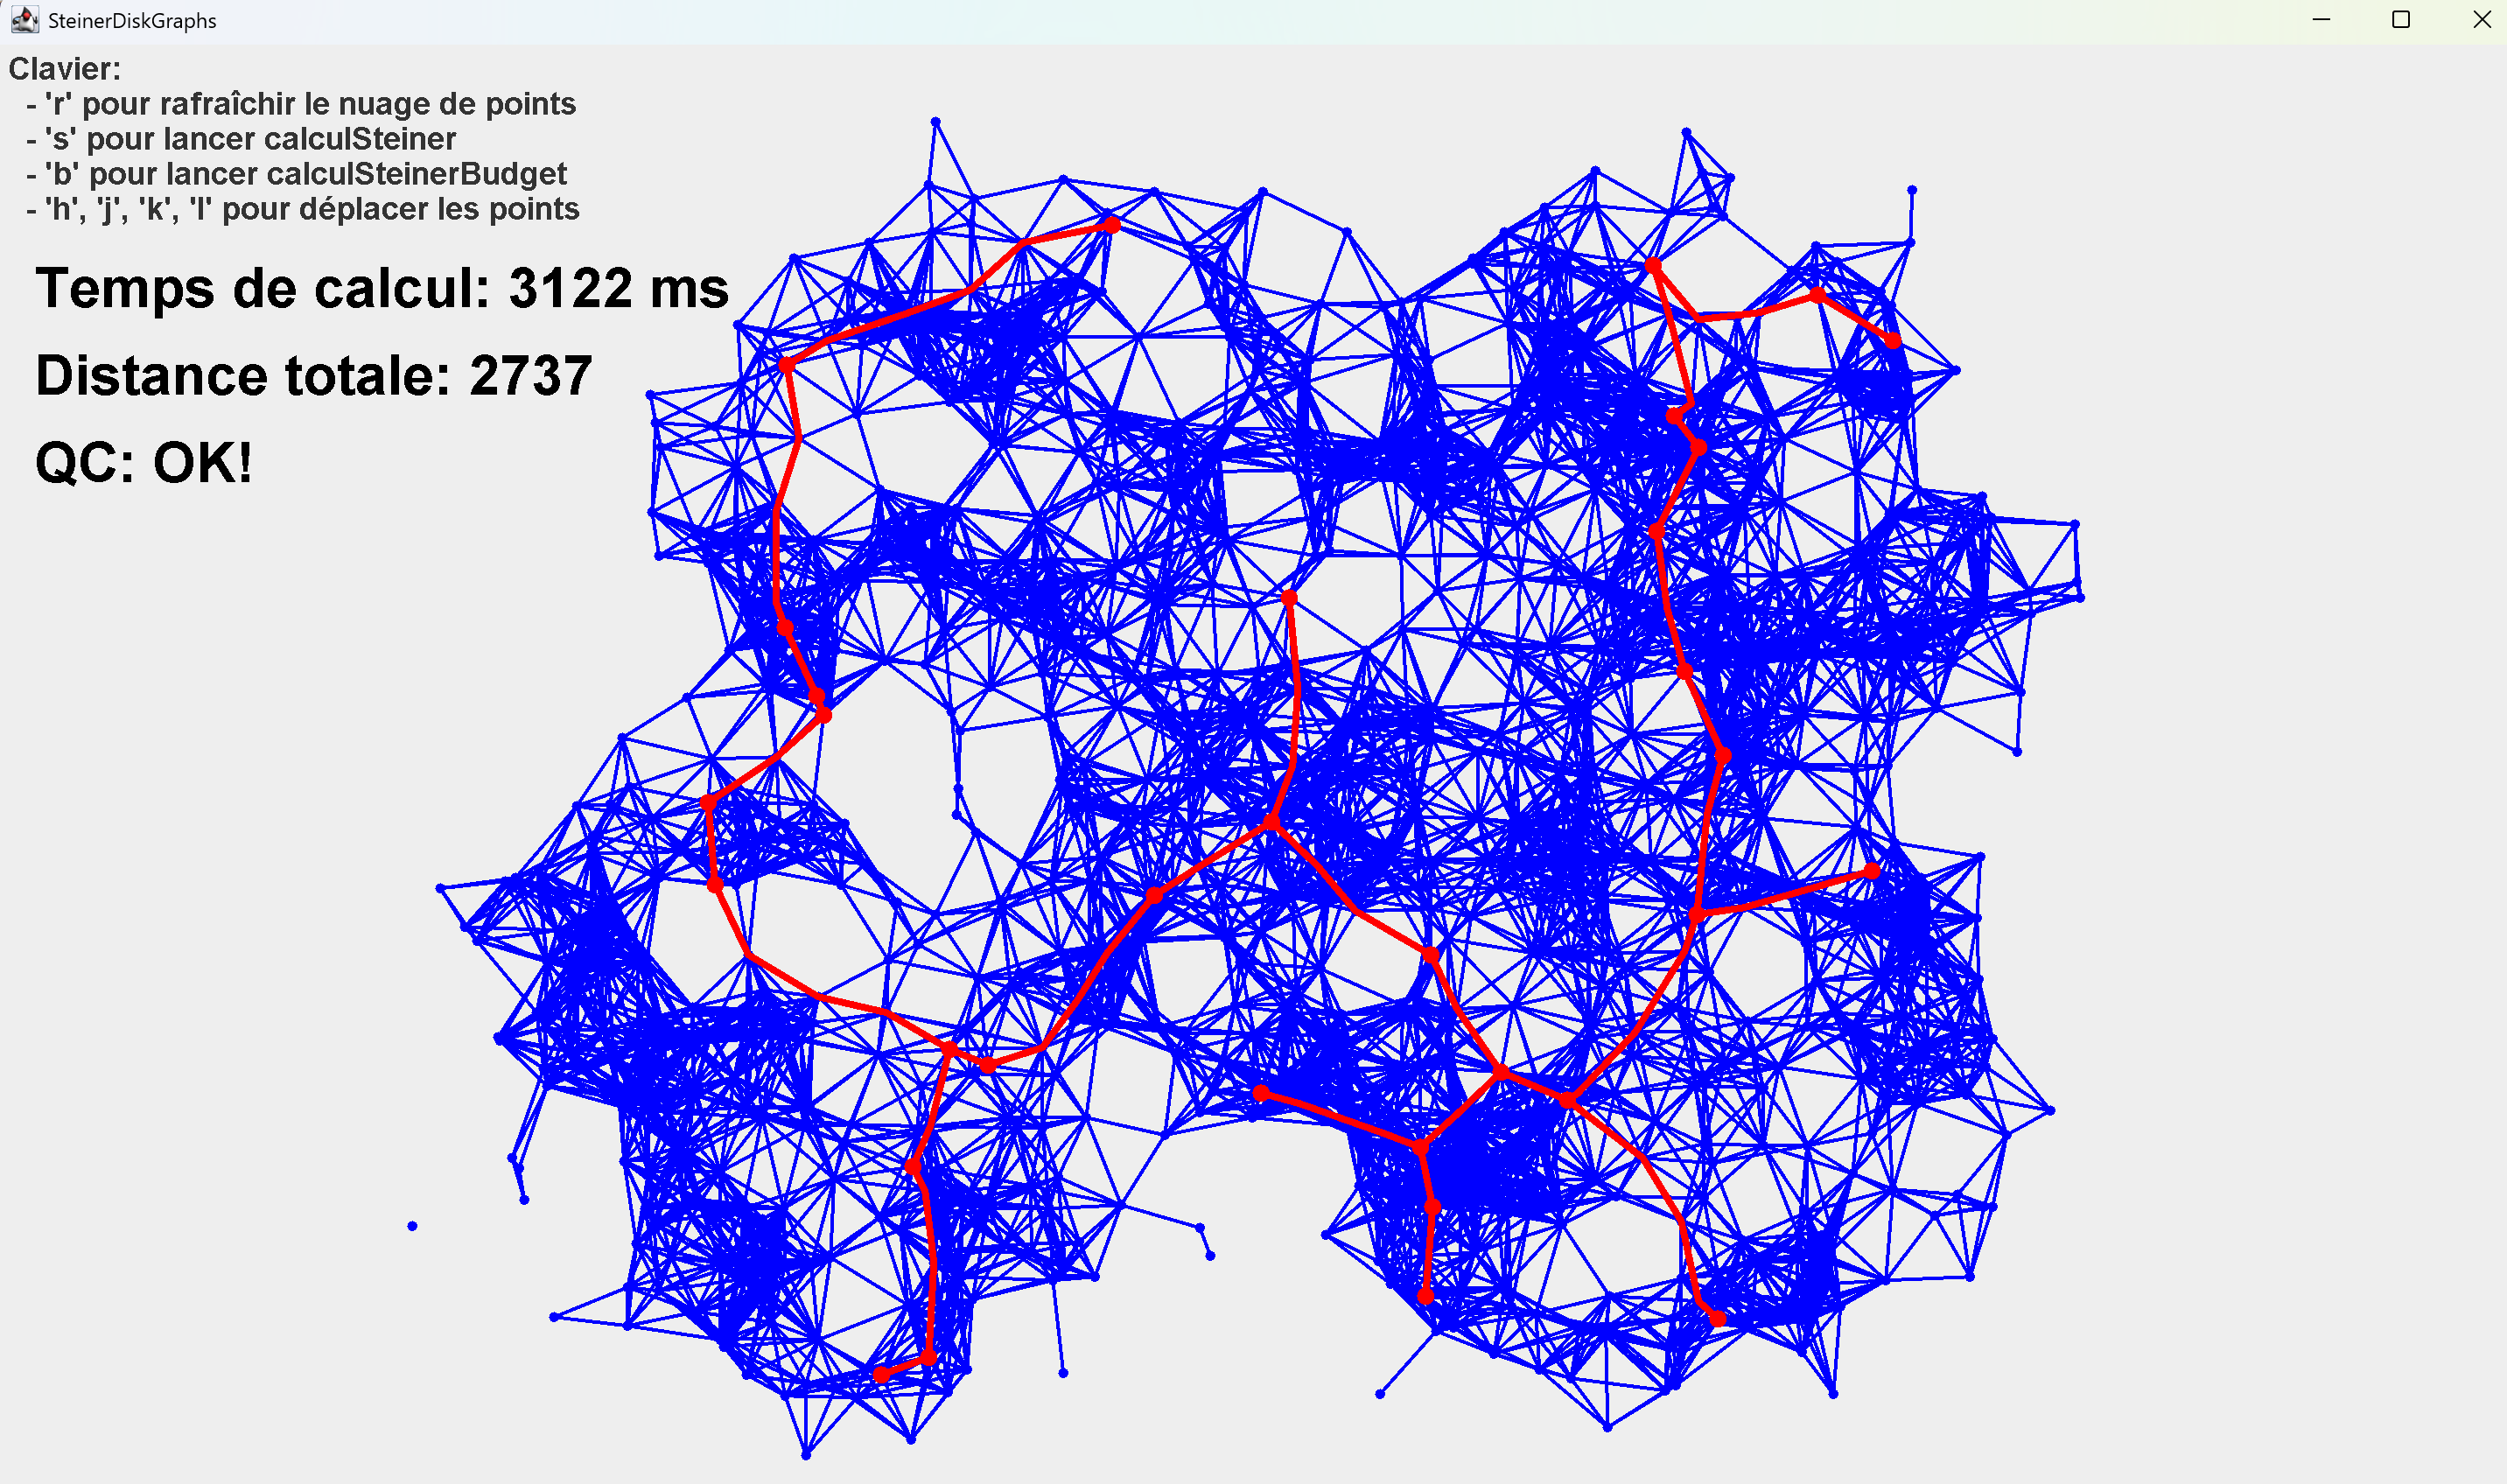 SteinerDiskGraphs
Clavier:
- 'r' pour rafraîchir le nuage de points
- 's' pour lancer calculSteiner
- 'b' pour lancer calculSteinerBudget
- 'h', 'j', 'k', 'l' pour déplacer les points
Temps de calcul: 3122 ms
Distance totale: 2737
QC: OK!